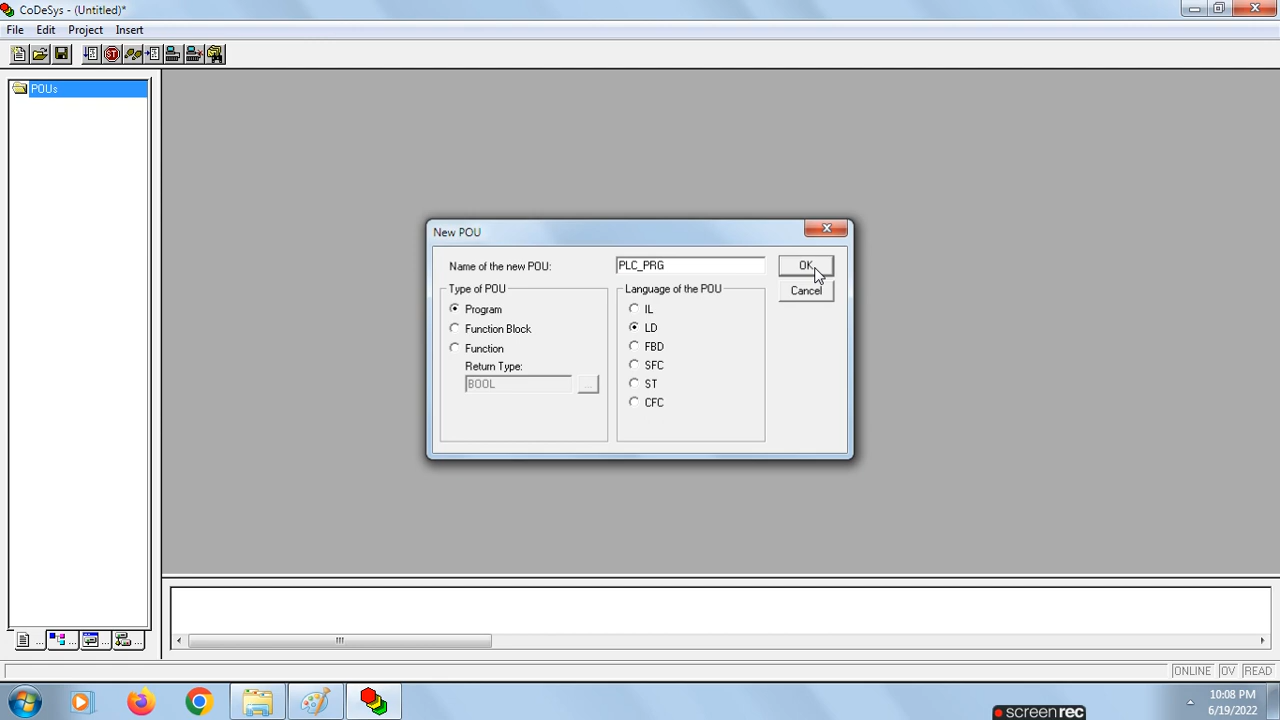 CoDeSys - (Untitled)*
File Edit Project Insert
POUs
New POU
Name of the new POU: PLC_PRG OK
Cancel
Type of POU
Program
Function Block
Function
Return Type:
BOOL ...
Language of the POU
IL
LD
FBD
SFC
ST
CFC
ONLINE OV READ
10:08 PM
6/19/2022
screenrec